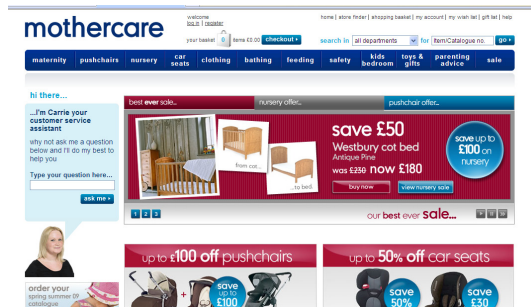 mothercare
welcome
log in | register
home | store finder | shopping basket | my account | my wish list | gift list | help
your basket 0 items £0.00 checkout
search in all departments for Item/Catalogue no. go
maternity pushchairs nursery car seats clothing bathing feeding safety kids bedroom toys & gifts parenting advice sale
hi there...
...I'm Carrie your
customer service
assistant
why not ask me a question
below and I'll do my best to
help you
Type your question here...
ask me
order your
spring summer 09
catalogue
best ever sale...
nursery offer...
pushchair offer...
from cot...
...to bed
save £50
Westbury cot bed
Antique Pine
was £230 now £180
buy now
view nursery sale
save up to
£100 on
nursery
1 2 3
our best ever sale...
up to £100 off pushchairs
save
up to
£100
up to 50% off car seats
save
50%
save
£30